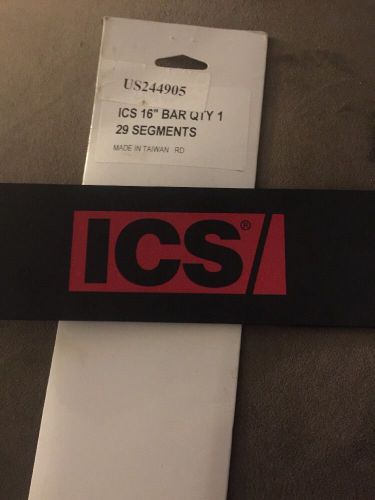 US244905
ICS 16" BAR QTY 1
29 SEGMENTS
MADE IN TAIWAN RD
ICS®